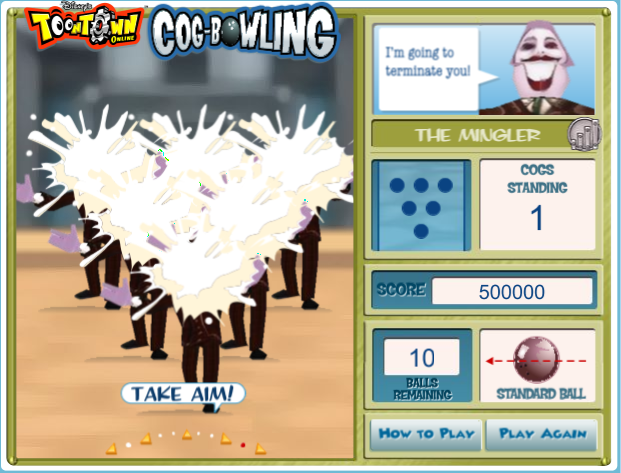 Disney's
TOONTOWN
ONLINE
COG-BOWLING
I'm going to
terminate you!
THE MINGLER
COGS
STANDING
1
SCORE
500000
10
BALLS
REMAINING
STANDARD BALL
TAKE AIM!
HOW TO PLAY
PLAY AGAIN